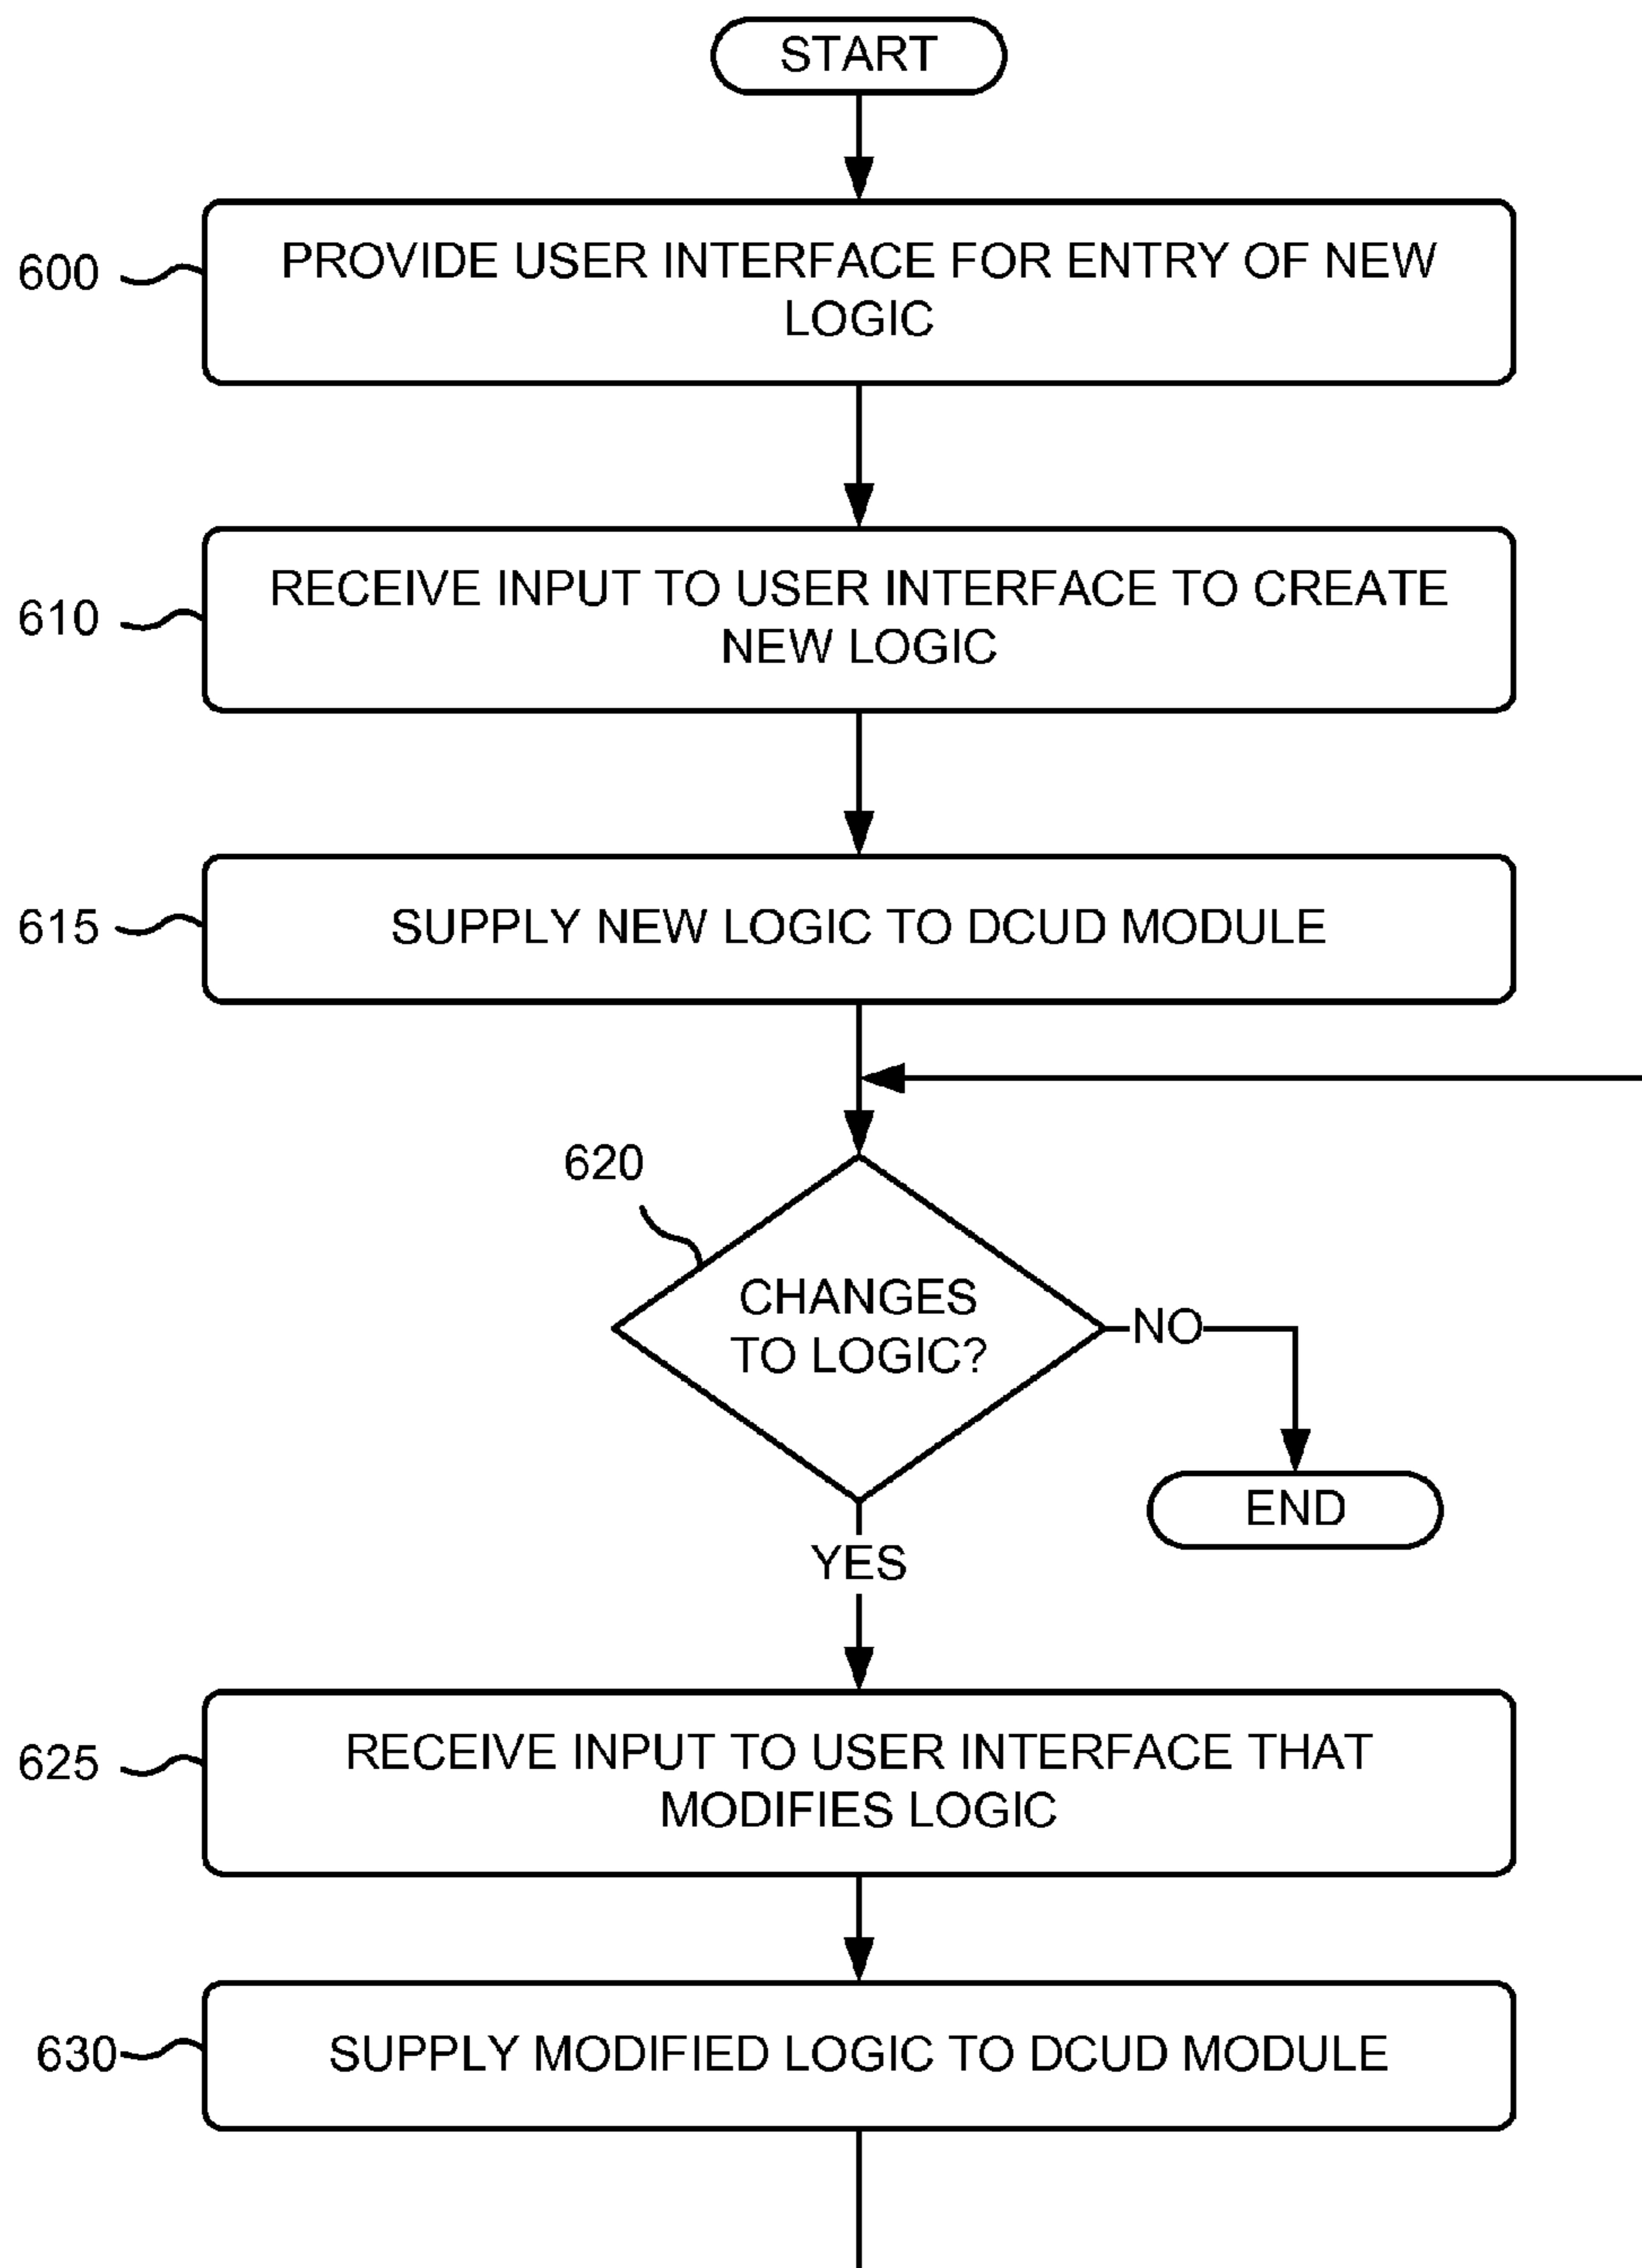 START
600
PROVIDE USER INTERFACE FOR ENTRY OF NEW
LOGIC
610
RECEIVE INPUT TO USER INTERFACE TO CREATE
NEW LOGIC
615
SUPPLY NEW LOGIC TO DCUD MODULE
620
CHANGES
TO LOGIC?
NO
END
YES
625
RECEIVE INPUT TO USER INTERFACE THAT
MODIFIES LOGIC
630
SUPPLY MODIFIED LOGIC TO DCUD MODULE